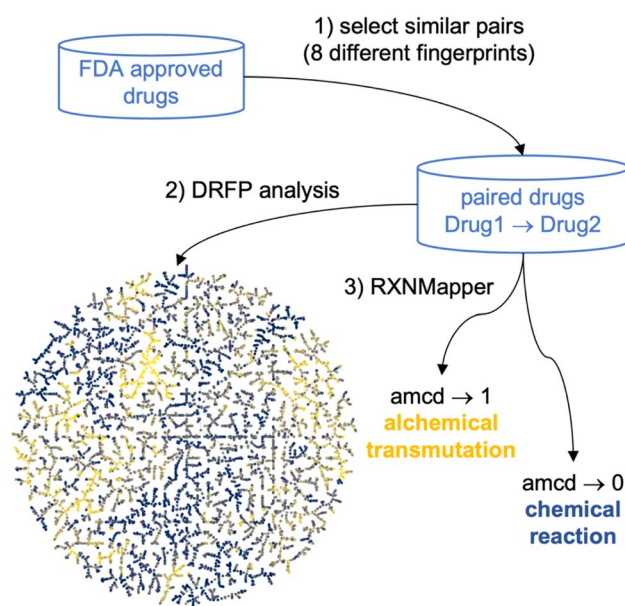 1) select similar pairs
(8 different fingerprints)
FDA approved
drugs
2) DRFP analysis
paired drugs
Drug1 → Drug2
3) RXNMapper
amcd → 1
alchemical
transmutation
amcd → 0
chemical
reaction